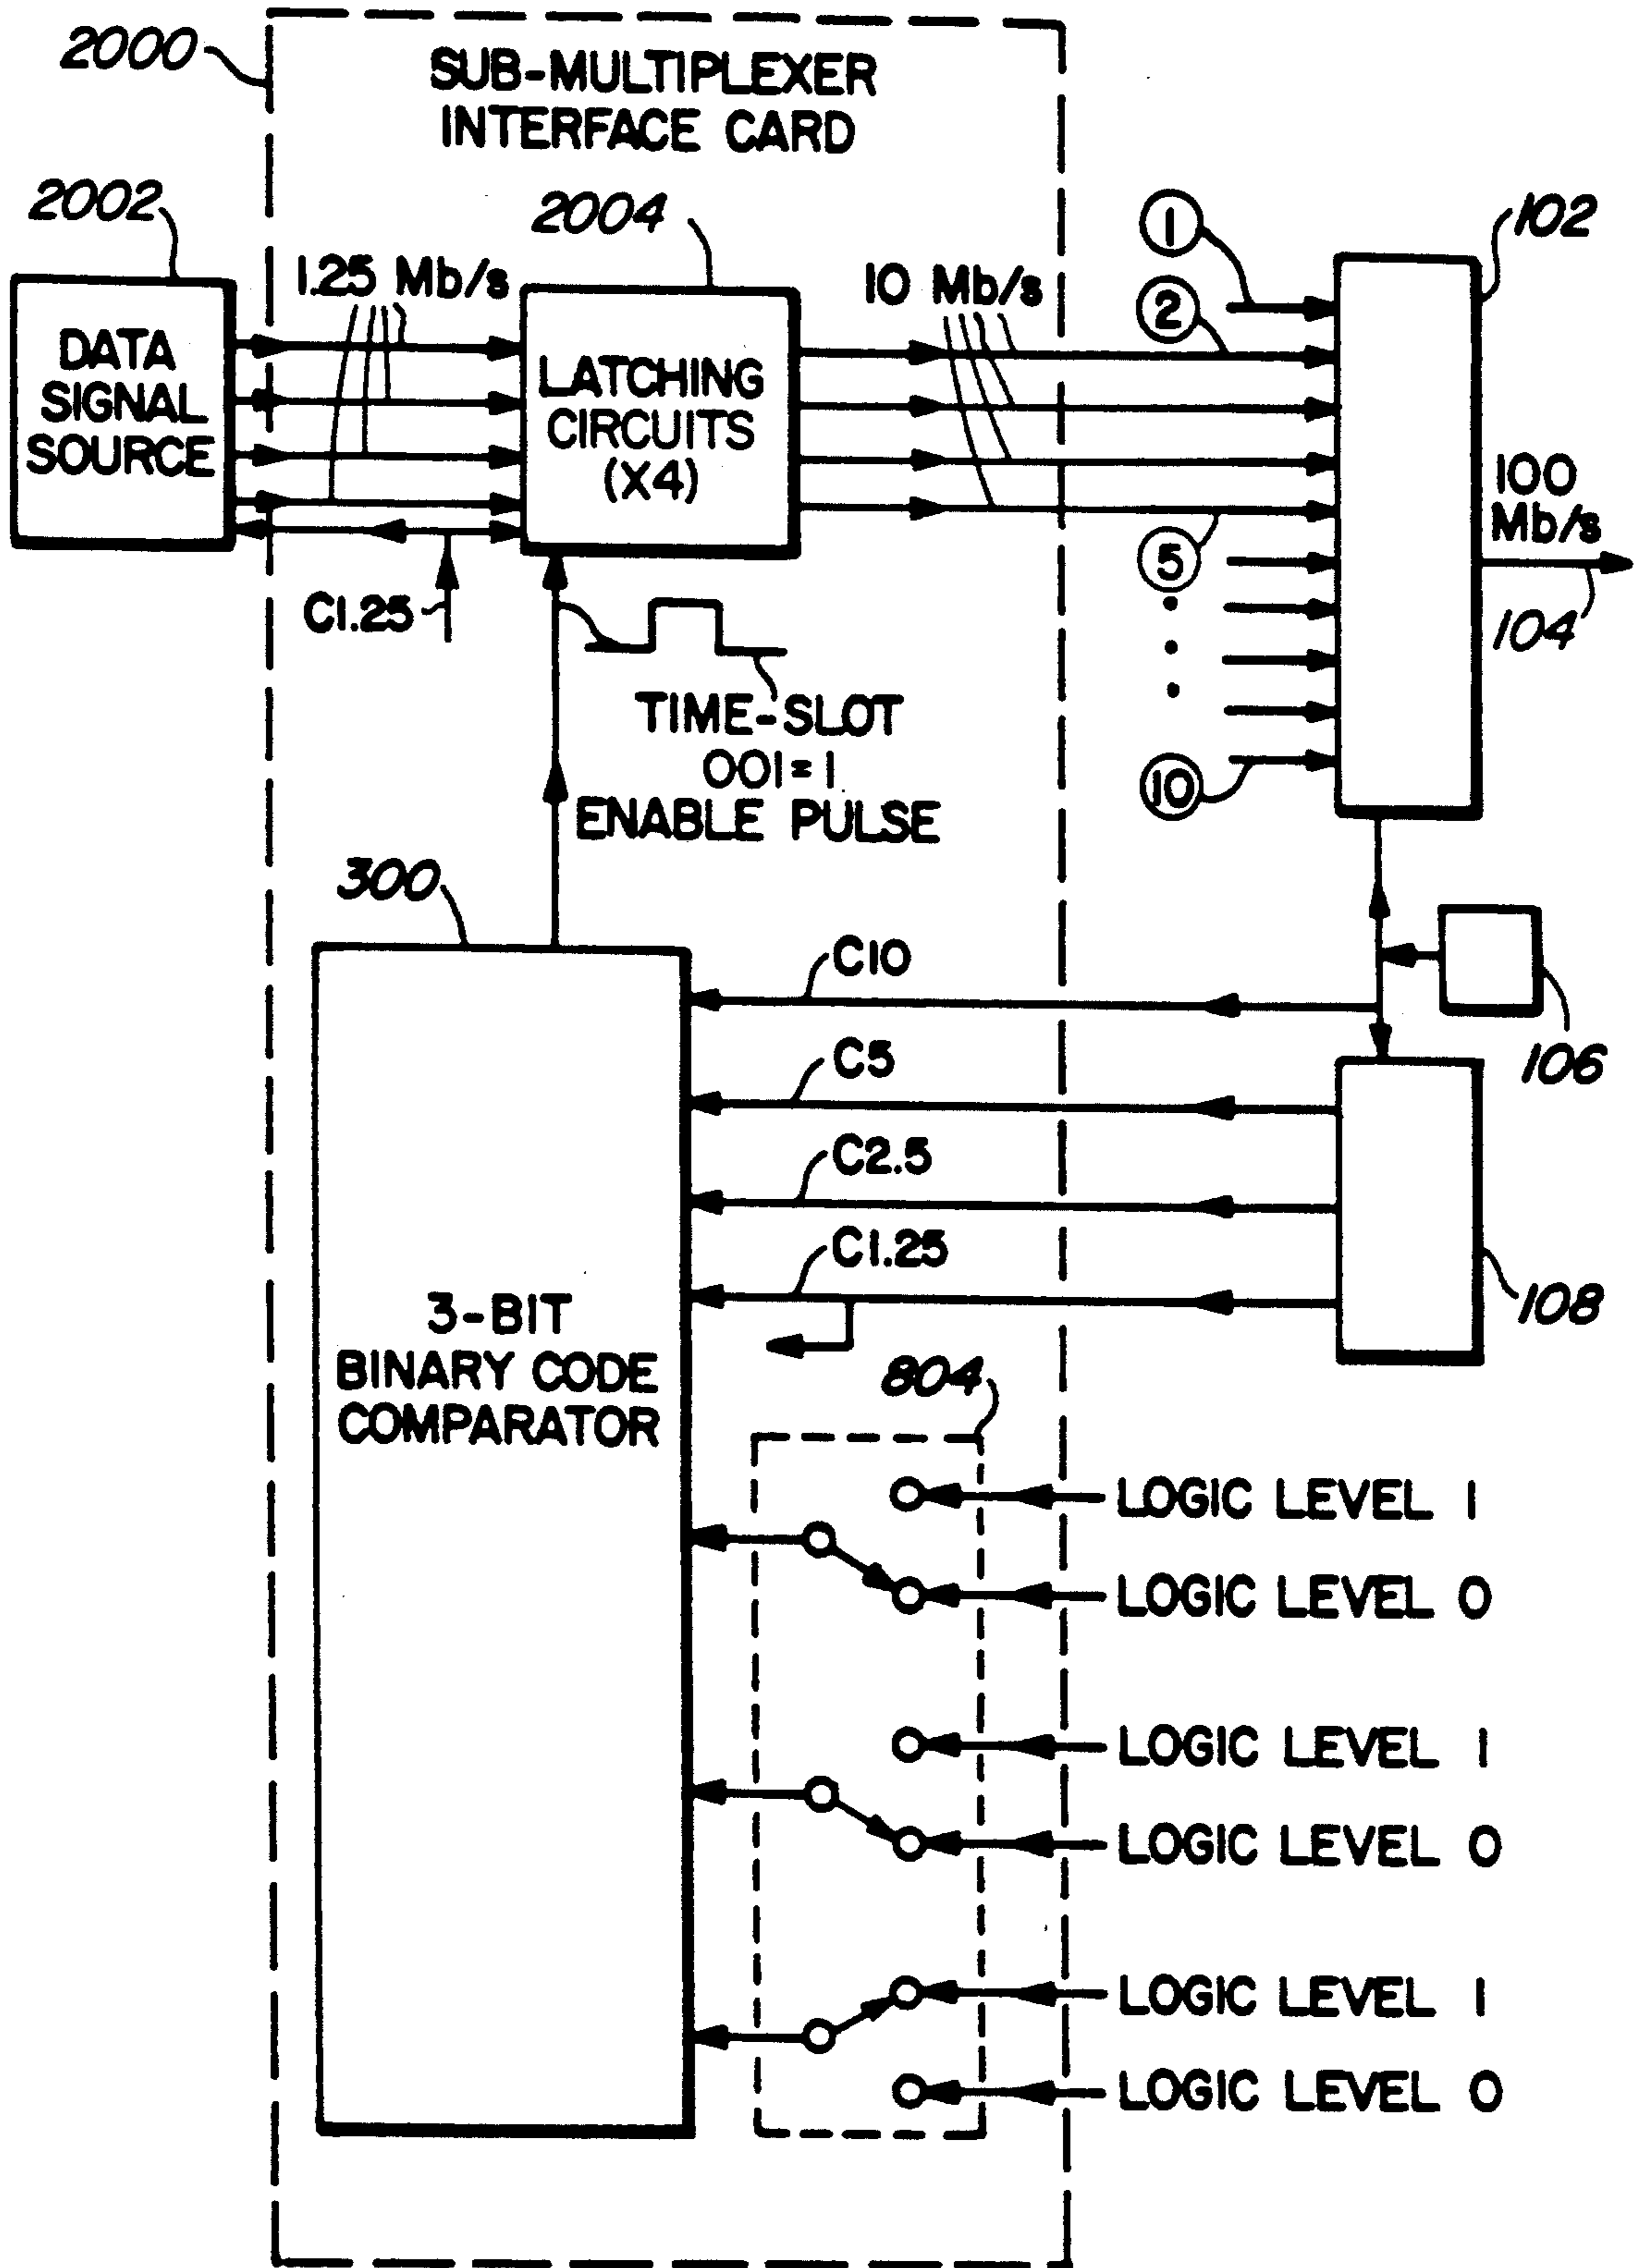 2000
SUB-MULTIPLEXER
INTERFACE CARD
2002
2004
1
102
1.25 Mb/s
10 Mb/s
2
DATA
SIGNAL
SOURCE
LATCHING
CIRCUITS
(X4)
100
Mb/s
5
C1.25
104
TIME-SLOT
001=1
ENABLE PULSE
10
300
C10
106
C5
C2.5
C1.25
108
3-BIT
BINARY CODE
COMPARATOR
804
LOGIC LEVEL 1
LOGIC LEVEL 0
LOGIC LEVEL 1
LOGIC LEVEL 0
LOGIC LEVEL 1
LOGIC LEVEL 0